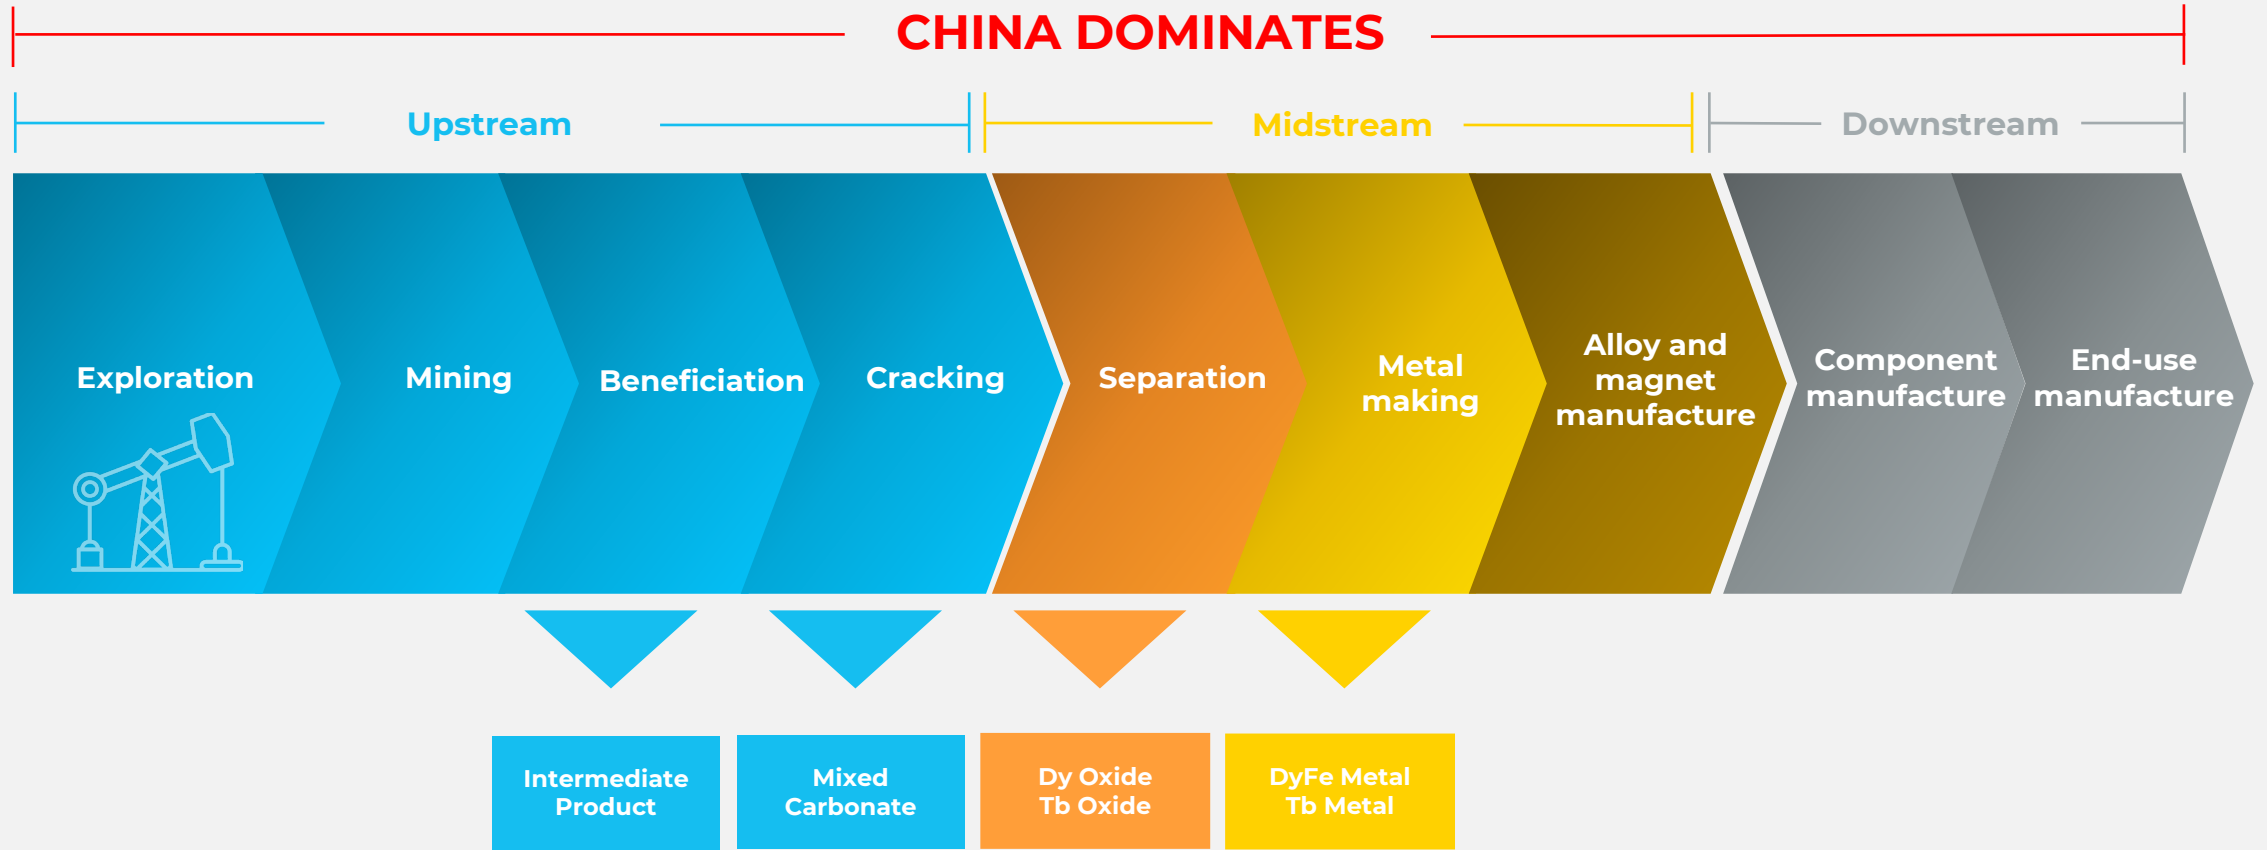 CHINA DOMINATES
Upstream
Midstream
Downstream
Exploration
Mining
Beneficiation
Cracking
Separation
Metal
making
Alloy and
magnet
manufacture
Component
manufacture
End-use
manufacture
Intermediate
Product
Mixed
Carbonate
Dy Oxide
Tb Oxide
DyFe Metal
Tb Metal